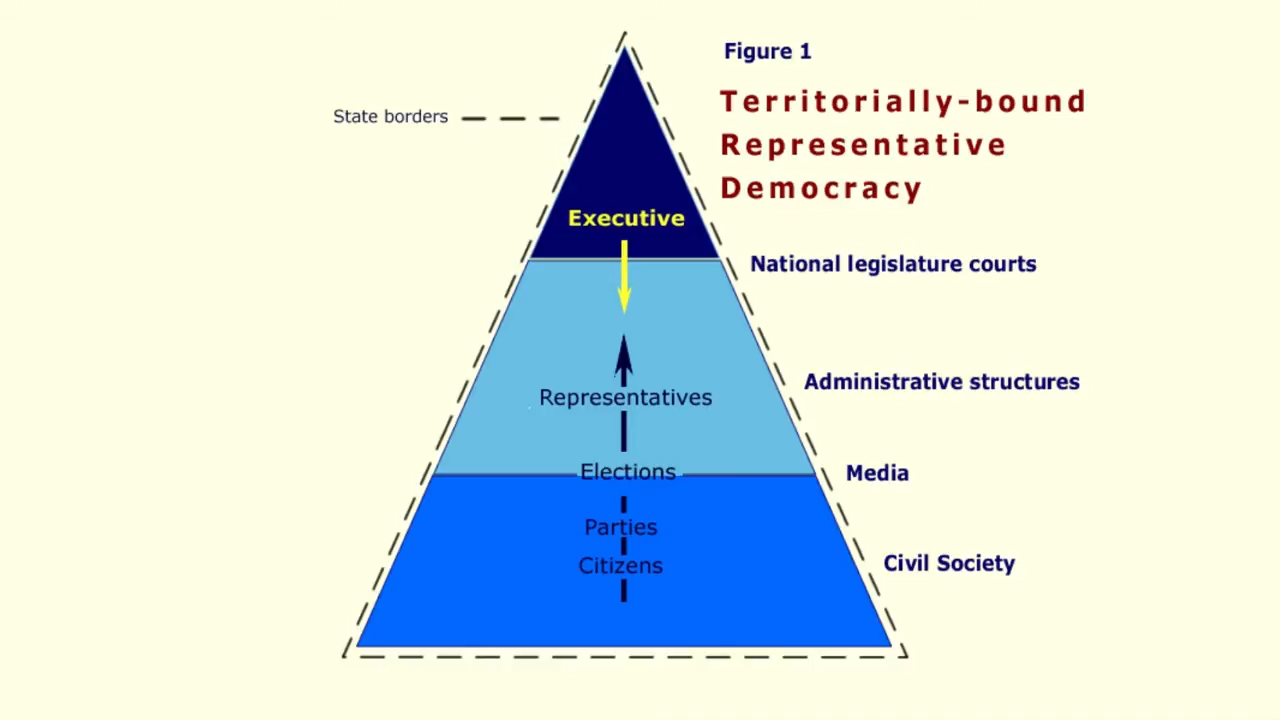 Figure 1
Territorially-bound
Representative
Democracy
State borders
Executive
National legislature courts
Administrative structures
Representatives
Elections
Media
Parties
Citizens
Civil Society